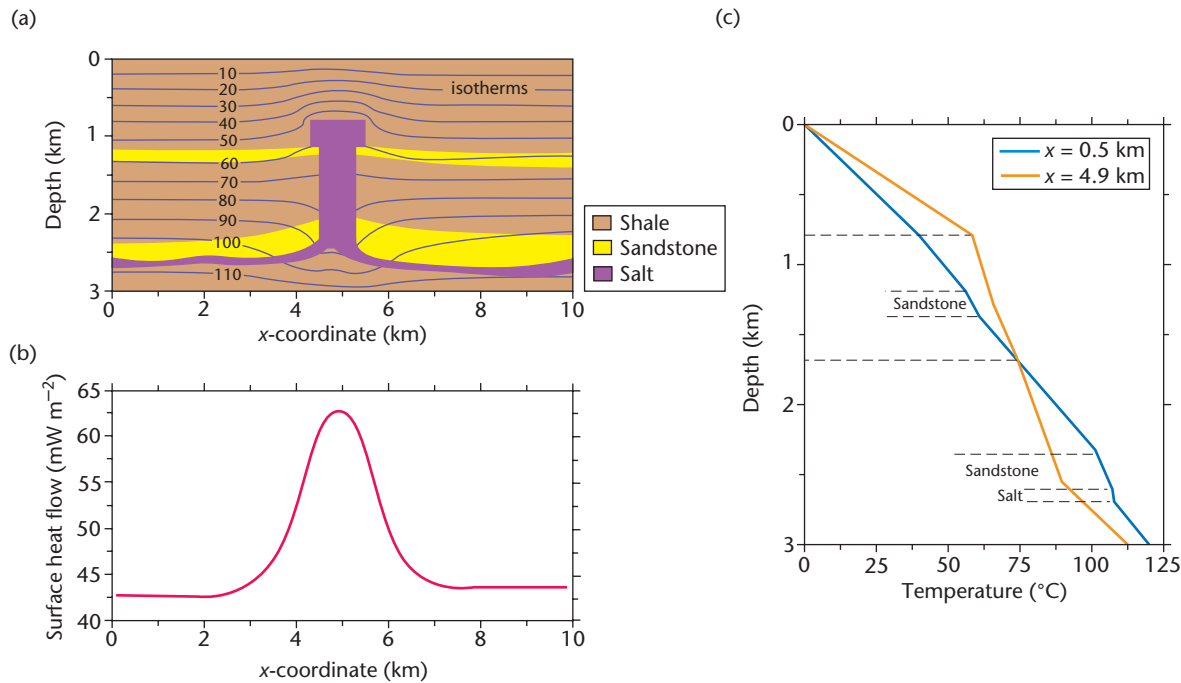 (a)
0
1
2
3
Depth (km)
10
20
30
40
50
60
70
80
90
100
110
isotherms
0 2 4 6 8 10
x-coordinate (km)
Shale
Sandstone
Salt
(b)
65
60
55
50
45
40
Surface heat flow (mW m⁻²)
0 2 4 6 8 10
x-coordinate (km)
(c)
0
1
2
3
Depth (km)
x = 0.5 km
x = 4.9 km
Sandstone
Sandstone
Salt
0 25 50 75 100 125
Temperature (°C)